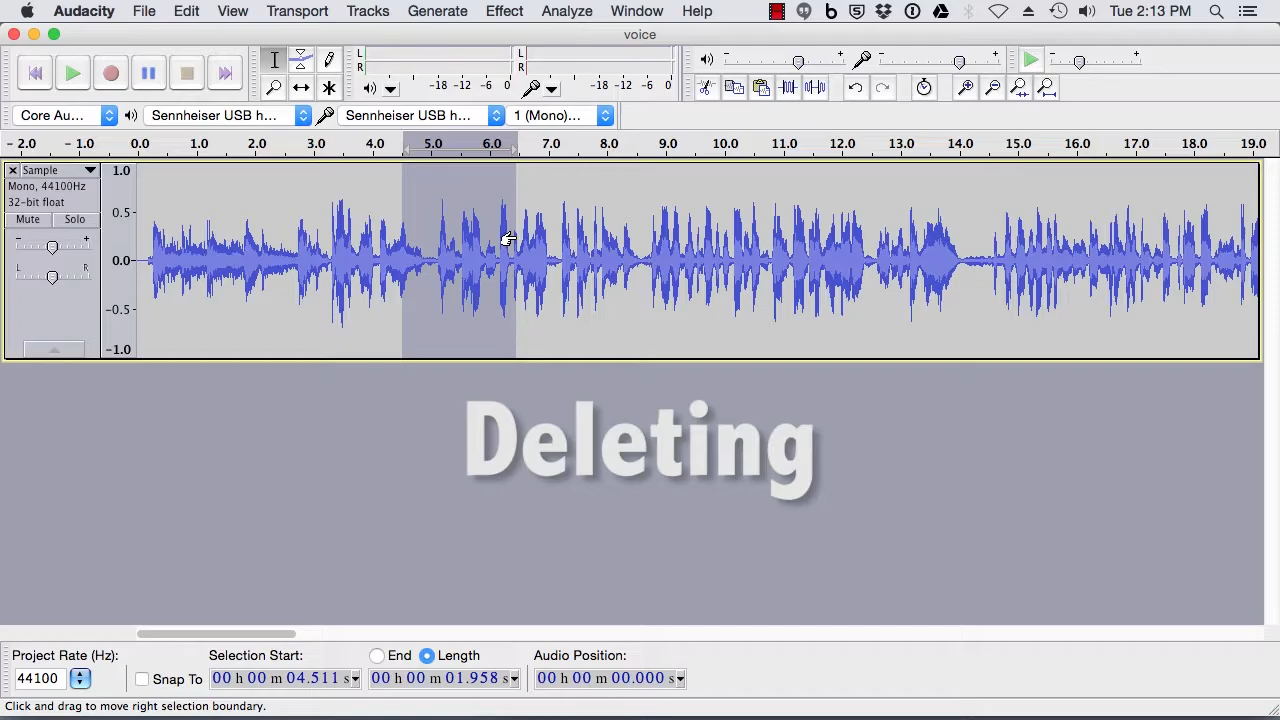 Audacity File Edit View Transport Tracks Generate Effect Analyze Window Help Tue 2:13 PM
voice
L
R
-18 -12 -6 0
L
R
-18 -12 -6 0
- + - + - +
Core Au... Sennheiser USB h... Sennheiser USB h... 1 (Mono)...
- 2.0 - 1.0 0.0 1.0 2.0 3.0 4.0 5.0 6.0 7.0 8.0 9.0 10.0 11.0 12.0 13.0 14.0 15.0 16.0 17.0 18.0 19.0
Sample
Mono, 44100Hz
32-bit float
Mute Solo
- +
L R
1.0
0.5-
0.0-
-0.5-
-1.0
Deleting
Project Rate (Hz): Selection Start: End Length Audio Position:
44100 Snap To 00 h 00 m 04.511 s 00 h 00 m 01.958 s 00 h 00 m 00.000 s
Click and drag to move right selection boundary.